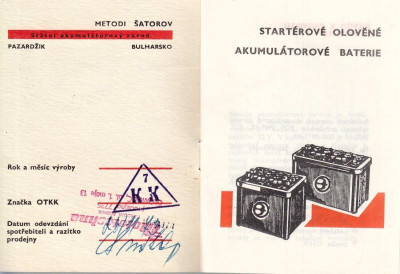 METODI ŠATOROV
Státní akumulátorový závod
PAZARDŽIK BULHARSKO
Rok a měsíc výroby
Značka OTKK
7
K K
Datum odevzdání
spotřebiteli a razítko
prodejny
STARTÉROVÉ OLOVĚNÉ
AKUMULÁTOROVÉ BATERIE